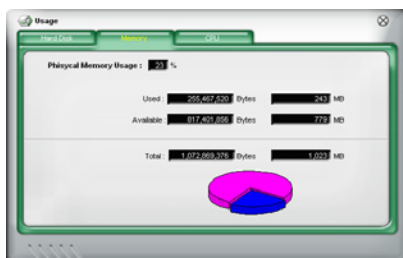 Usage
Hard Disk Memory CPU
Phisycal Memory Usage : 23 %
Used : 255,467,520 Bytes 243 MB
Available : 817,401,856 Bytes 779 MB
Total : 1,072,869,376 Bytes 1,023 MB